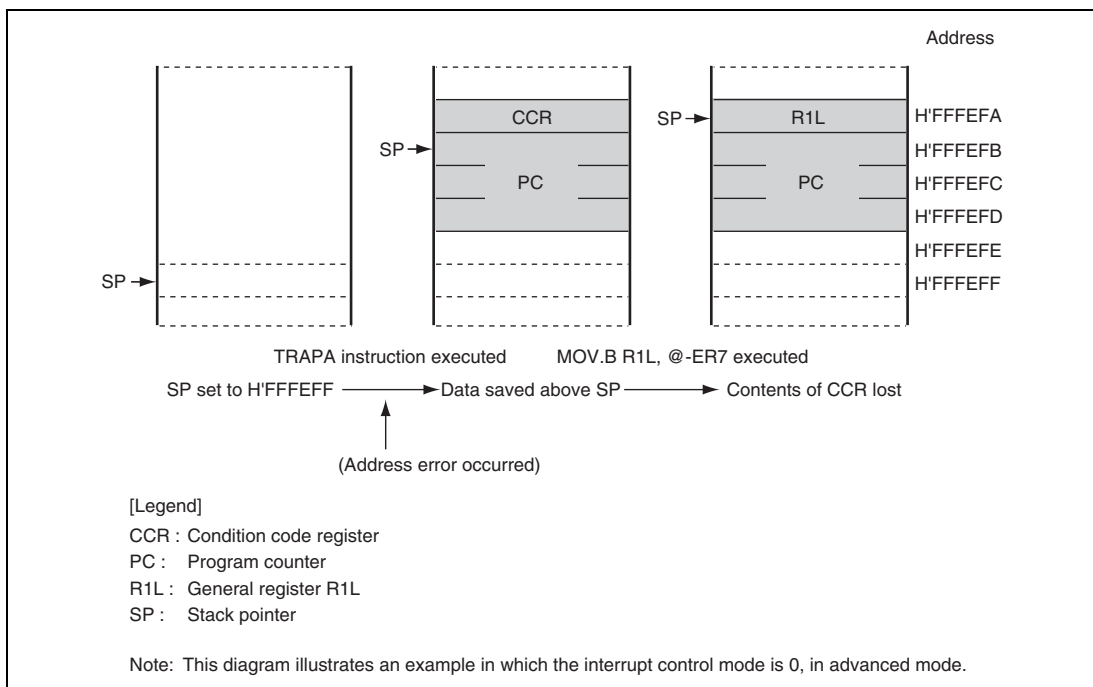 Address
CCR
SP
R1L
H'FFFEFA
SP
H'FFFEFB
PC
PC
H'FFFEFC
H'FFFEFD
H'FFFEFE
SP
H'FFFEFF
TRAPA instruction executed
MOV.B R1L, @-ER7 executed
SP set to H'FFFEFF
Data saved above SP
Contents of CCR lost
(Address error occurred)
[Legend]
CCR : Condition code register
PC : Program counter
R1L : General register R1L
SP : Stack pointer
Note: This diagram illustrates an example in which the interrupt control mode is 0, in advanced mode.